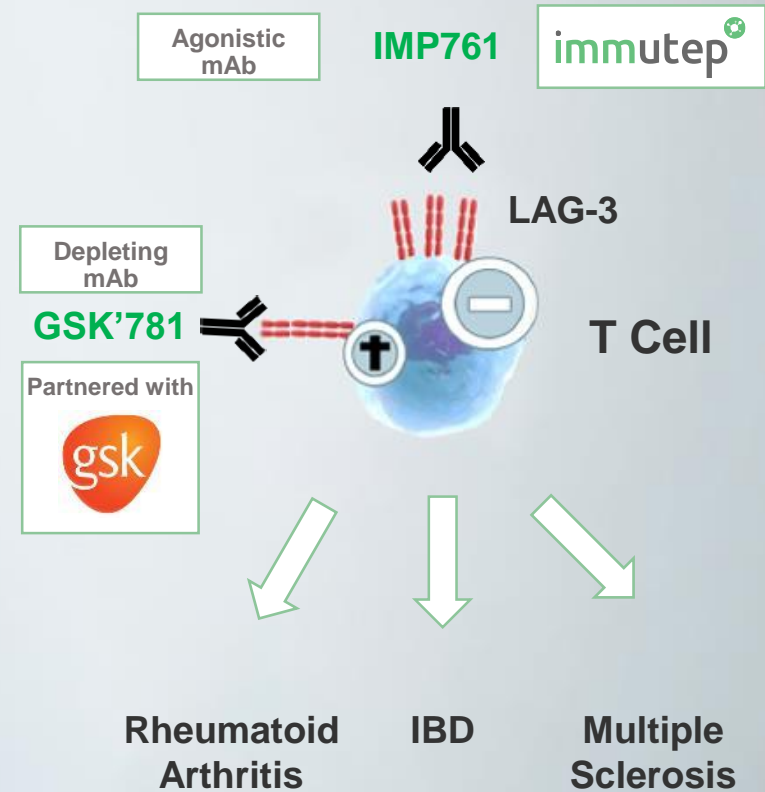 Agonistic
mAb
IMP761
immutep
LAG-3
Depleting
mAb
GSK’781
T Cell
Partnered with
gsk
Rheumatoid
Arthritis
IBD
Multiple
Sclerosis